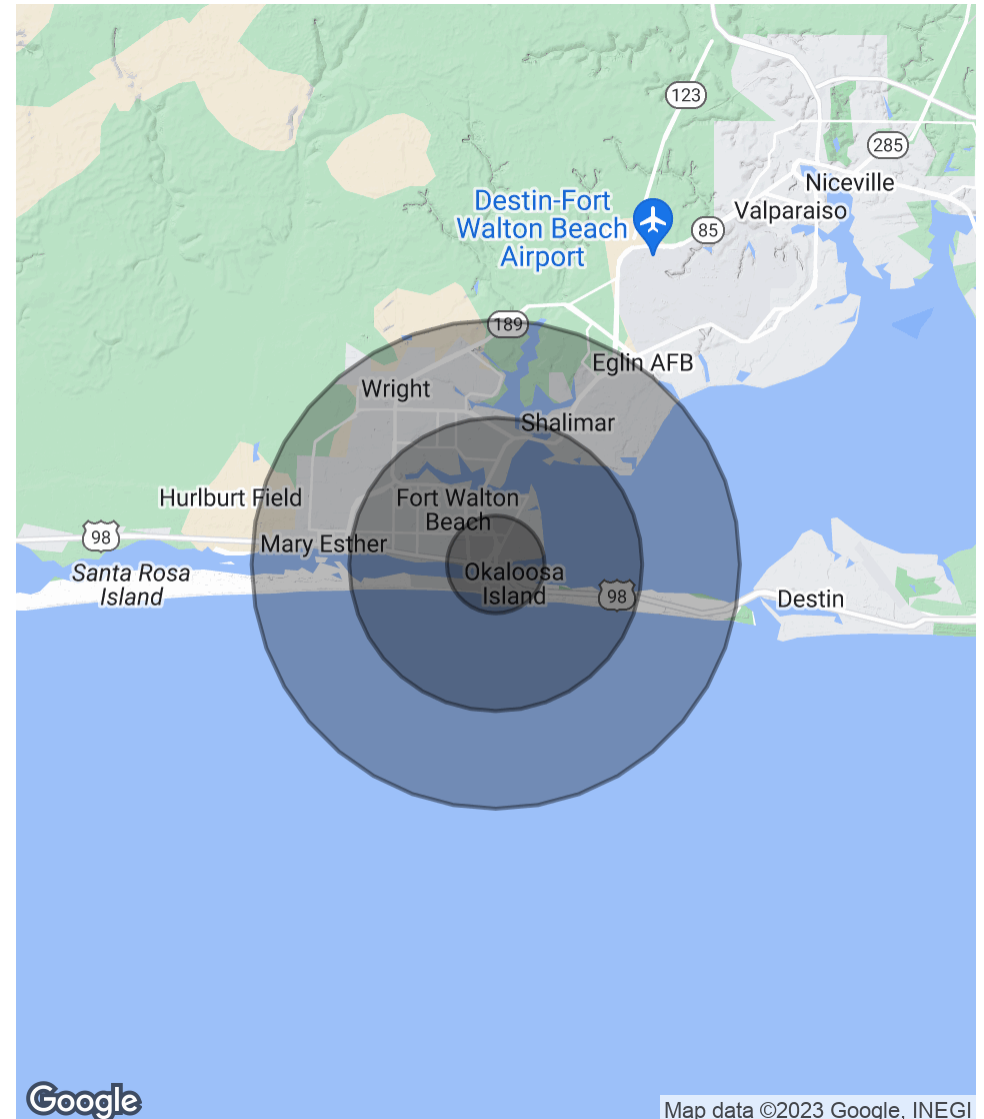 123
285
Niceville
Valparaiso
Destin-Fort
Walton Beach
Airport
85
189
Eglin AFB
Wright
Shalimar
Hurlburt Field
Fort Walton
Beach
98
Mary Esther
Santa Rosa
Island
Okaloosa
Island
98
Destin
Google
Map data ©2023 Google, INEGI